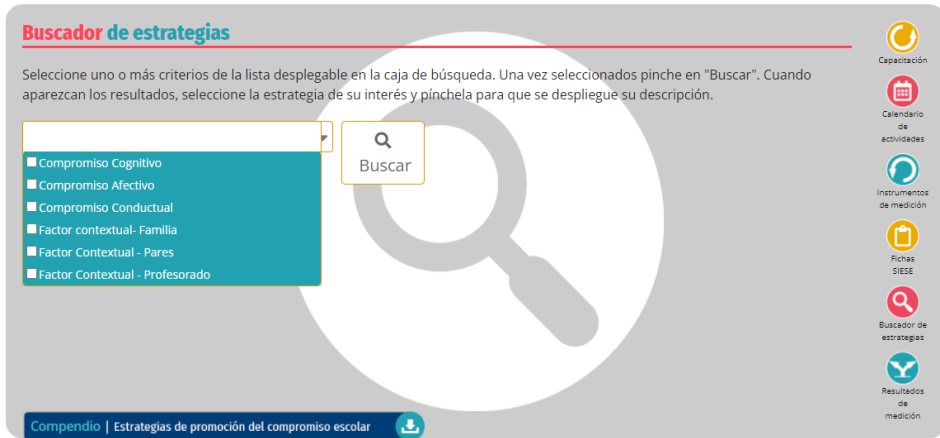 Buscador de estrategias
Seleccione uno o más criterios de la lista desplegable en la caja de búsqueda. Una vez seleccionados pinche en "Buscar". Cuando
aparezcan los resultados, seleccione la estrategia de su interés y pínchela para que se despliegue su descripción.
Buscar
Compromiso Cognitivo
Compromiso Afectivo
Compromiso Conductual
Factor contextual- Familia
Factor Contextual - Pares
Factor Contextual - Profesorado
Compendio | Estrategias de promoción del compromiso escolar
Capacitación
Calendario
de
actividades
Instrumentos
de medición
Fichas
SIESE
Buscador de
estrategias
Resultados
de
medición